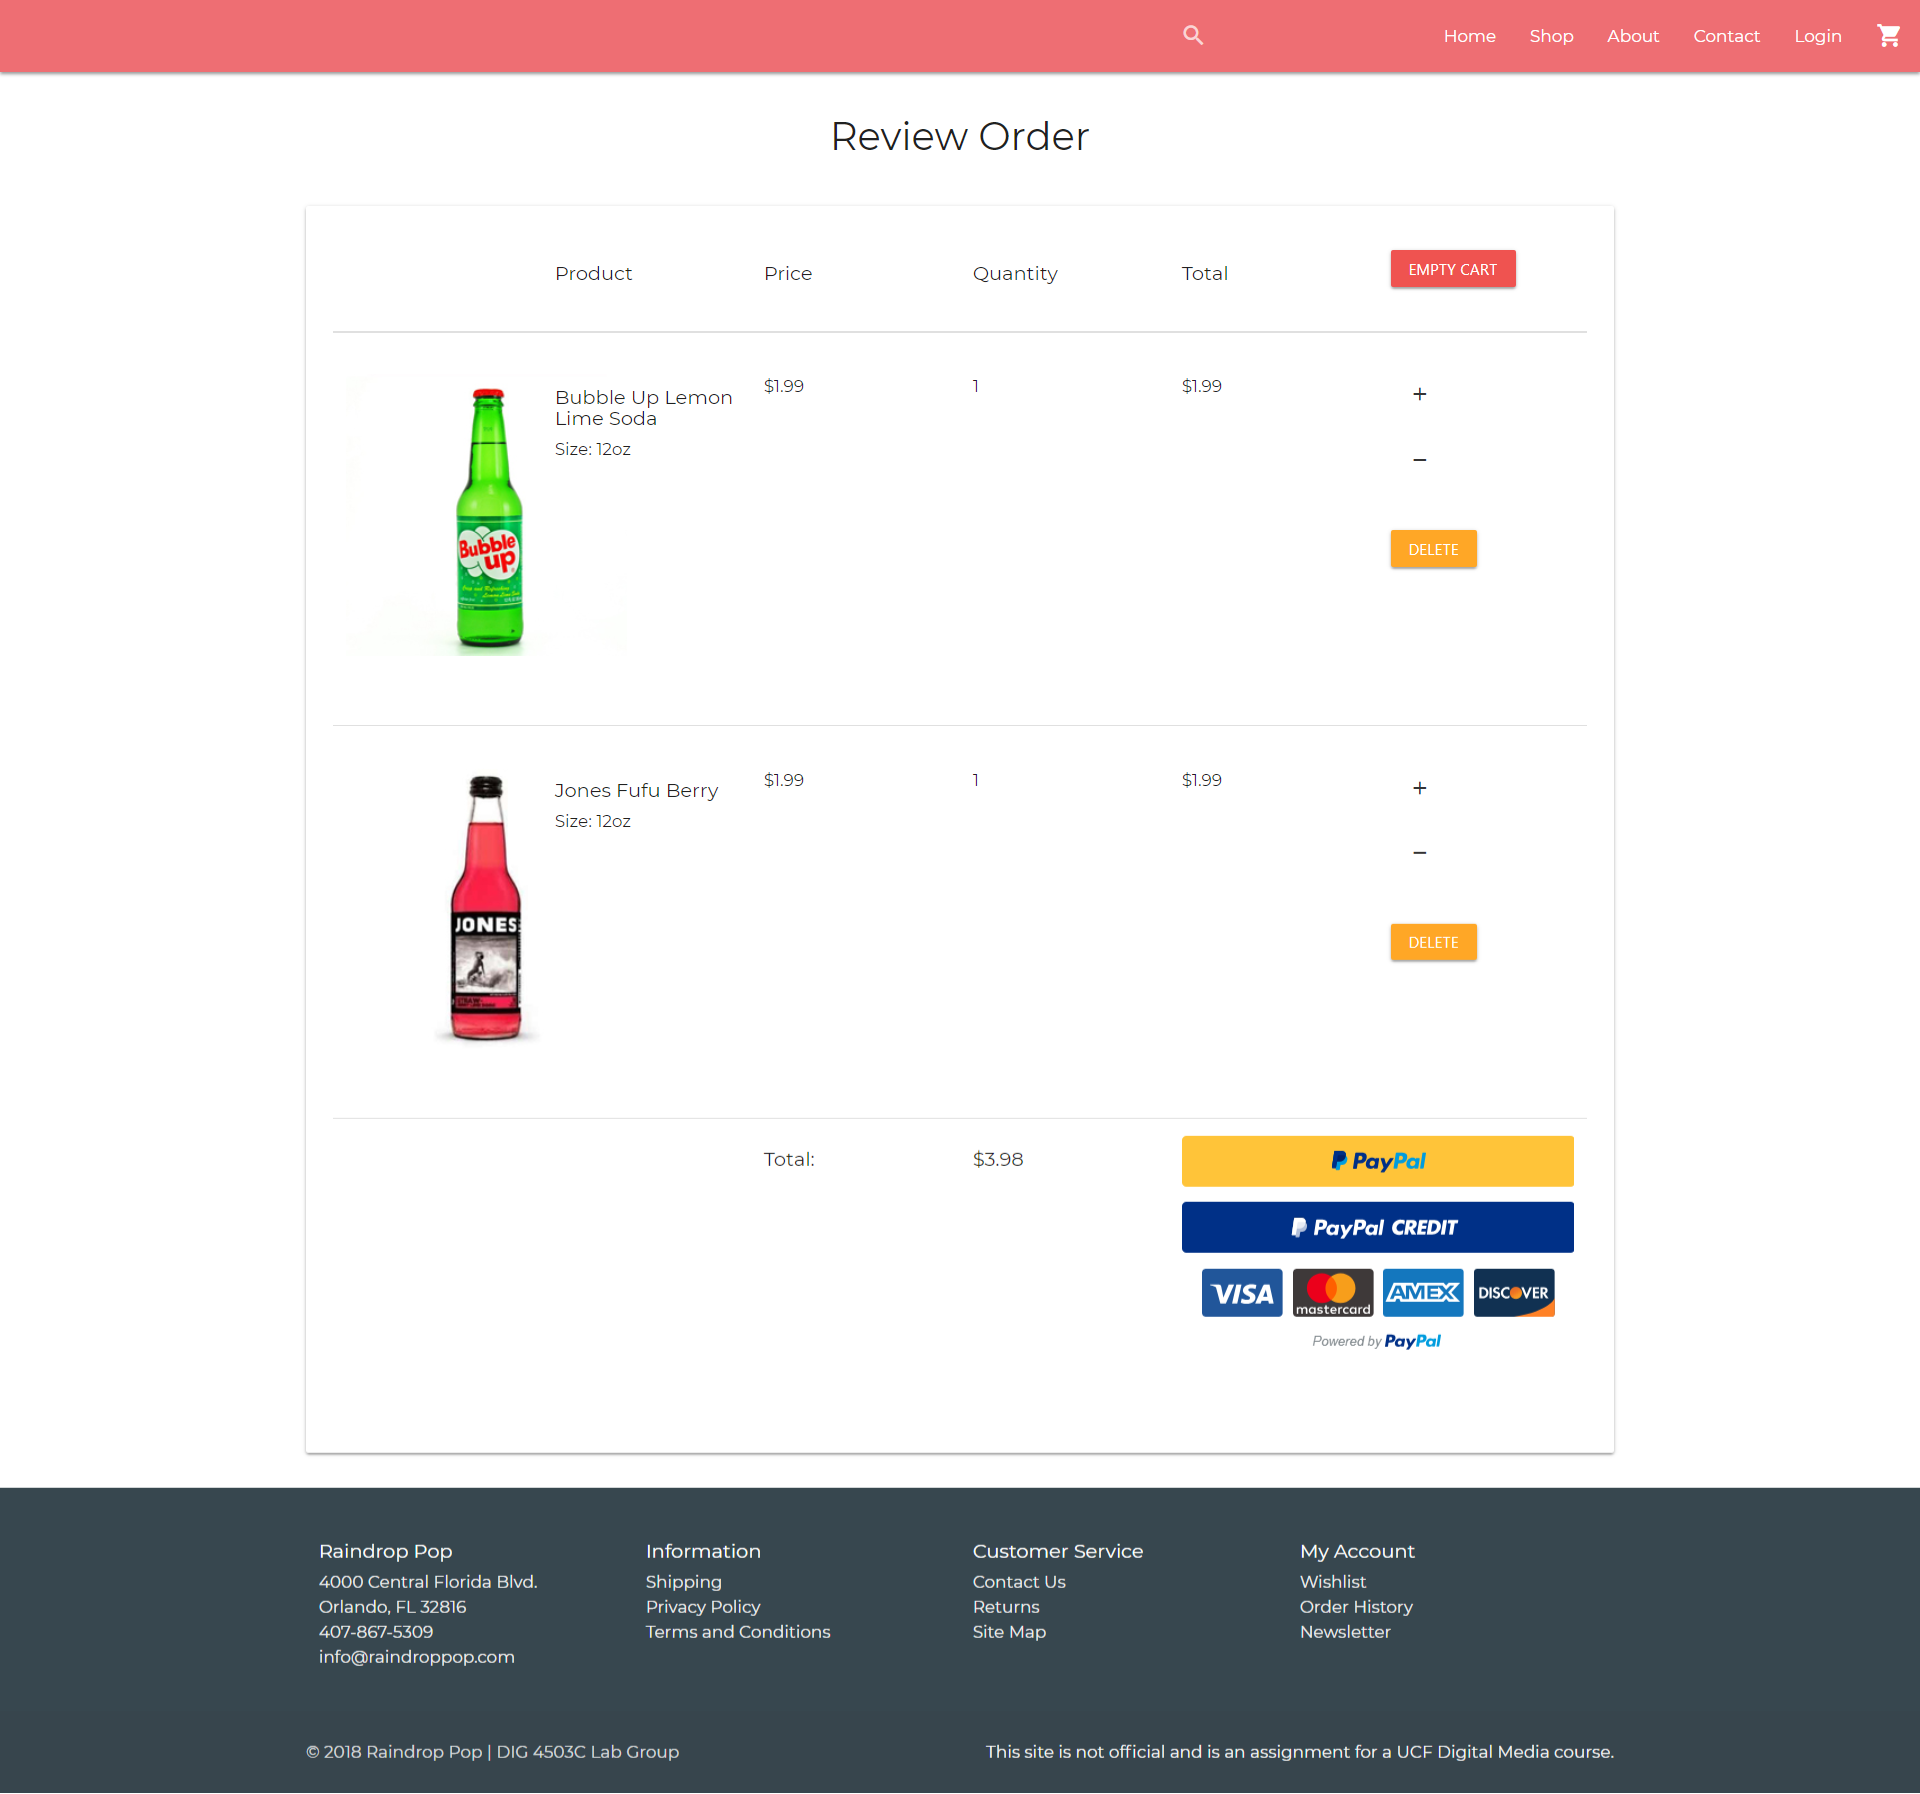 Home Shop About Contact Login
Review Order
Product Price Quantity Total EMPTY CART
Bubble Up Lemon
Lime Soda
Size: 12oz
$1.99 1 $1.99
+
−
DELETE
Bubble
up
Jones Fufu Berry
Size: 12oz
$1.99 1 $1.99
+
−
DELETE
JONES
Total: $3.98
PayPal
PayPal CREDIT
VISA mastercard AMEX DISCOVER
Powered by PayPal
Raindrop Pop
4000 Central Florida Blvd.
Orlando, FL 32816
407-867-5309
info@raindroppop.com
Information
Shipping
Privacy Policy
Terms and Conditions
Customer Service
Contact Us
Returns
Site Map
My Account
Wishlist
Order History
Newsletter
© 2018 Raindrop Pop | DIG 4503C Lab Group
This site is not official and is an assignment for a UCF Digital Media course.